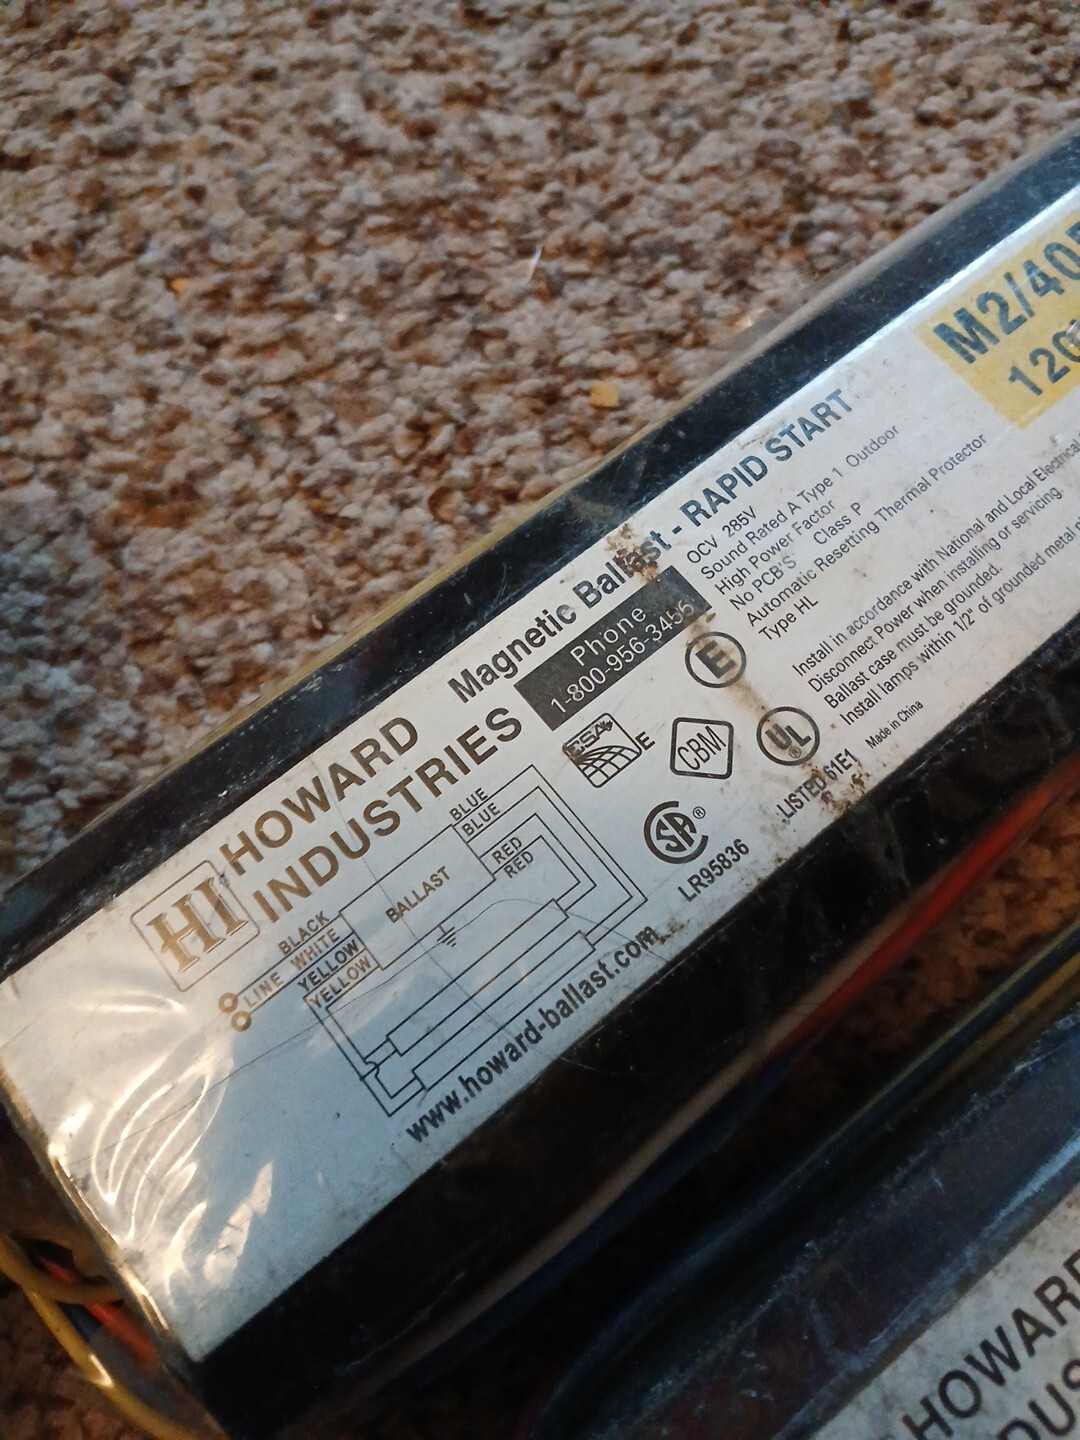 M2/40
120
Magnetic Ballast - RAPID START
HI
HOWARD
INDUSTRIES
Phone
1-800-956-3456
OCV 285V
Sound Rated A Type 1 Outdoor
High Power Factor
No PCB'S Class P
Automatic Resetting Thermal Protector
Type HL
Install in accordance with National and Local Electrical
Disconnect Power when installing or servicing.
Ballast case must be grounded.
Install lamps within 1/2" of grounded metal
E
E
CBM
UL
®
LISTED 61E1
Made in China
SA
®
LR95836
BLUE
BLUE
RED
RED
BALLAST
BLACK
WHITE
YELLOW
YELLOW
LINE
www.howard-ballast.com
HOWARD